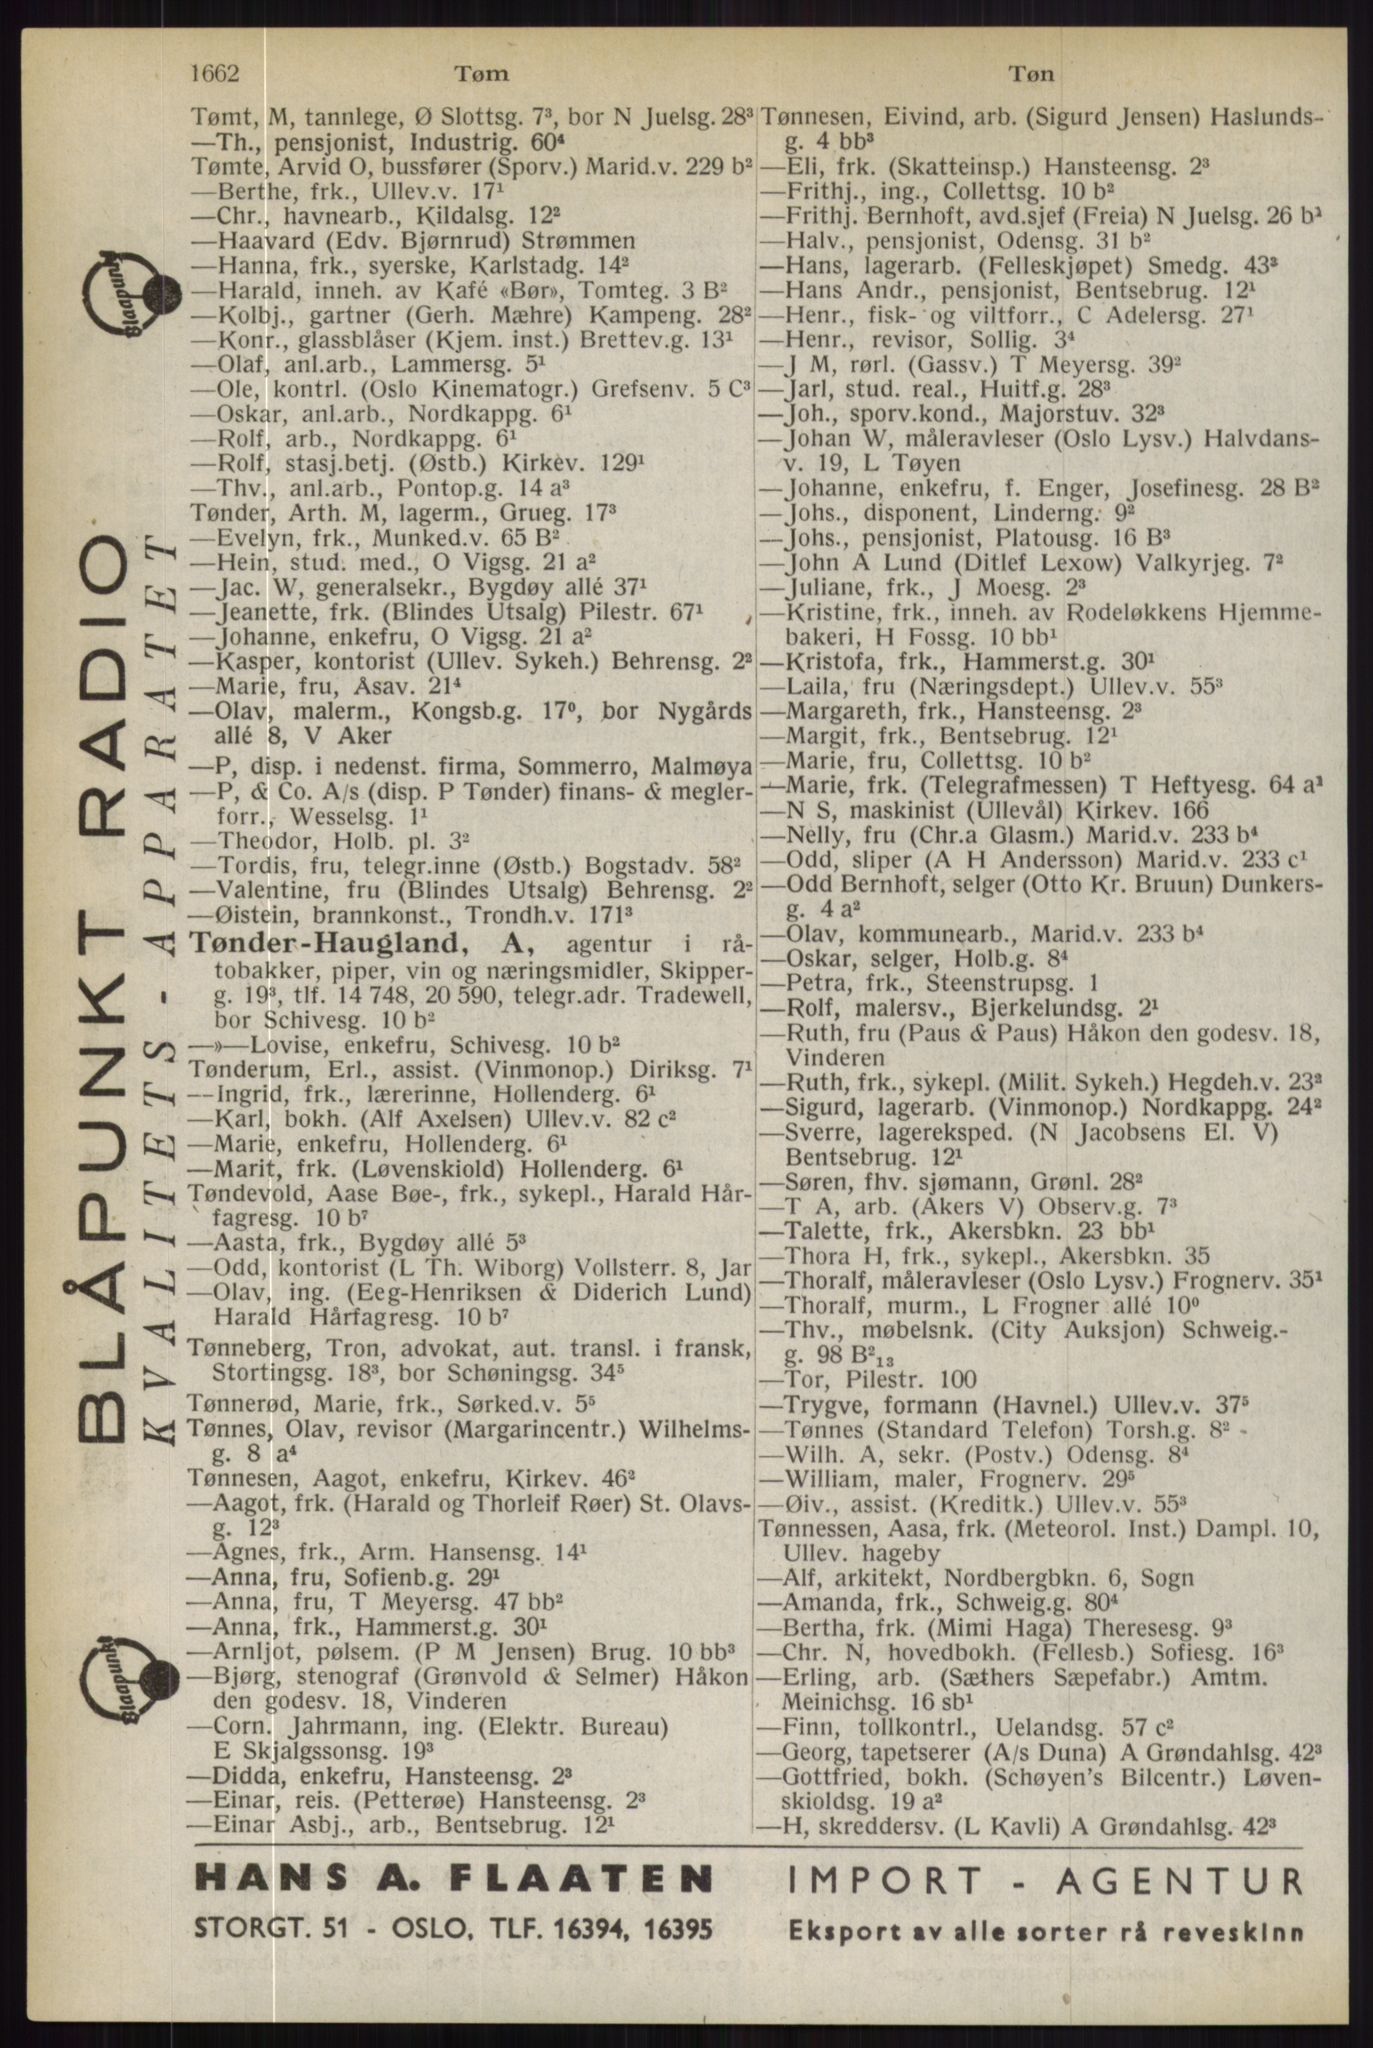 1662
Tøm
Tøn
Tømt, M, tannlege, Ø Slottsg. 7³, bor N Juelsg. 28³
—Th., pensjonist, Industrig. 60⁴
Tømte, Arvid O, bussfører (Sporv.) Marid.v. 229 b²
—Berthe, frk., Ullev.v. 17¹
—Chr., havnearb., Kildalsg. 12²
—Haavard (Edv. Bjørnrud) Strømmen
—Hanna, frk., syerske, Karlstadg. 14²
—Harald, inneh. av Kafé «Bør», Tomteg. 3 B²
—Kolbj., gartner (Gerh. Mæhre) Kampeng. 28²
—Konr., glassblåser (Kjem. inst.) Brettev.g. 13¹
—Olaf, anl.arb., Lammersg. 5¹
—Ole, kontrl. (Oslo Kinematogr.) Grefsenv. 5 C³
—Oskar, anl.arb., Nordkappg. 6¹
—Rolf, arb., Nordkappg. 6¹
—Rolf, stasj.betj. (Østb.) Kirkev. 129¹
—Thv., anl.arb., Pontop.g. 14 a³
Tønder, Arth. M, lagerm., Grueg. 17³
—Evelyn, frk., Munked.v. 65 B²
—Hein, stud. med., O Vigsg. 21 a²
—Jac. W, generalsekr., Bygdøy allé 37¹
—Jeanette, frk. (Blindes Utsalg) Pilestr. 67¹
—Johanne, enkefru, O Vigsg. 21 a²
—Kasper, kontorist (Ullev. Sykeh.) Behrensg. 2²
—Marie, fru, Åsav. 21⁴
—Olav, malerm., Kongsb.g. 17⁰, bor Nygårds
allé 8, V Aker
—P, disp. i nedenst. firma, Sommerro, Malmøya
—P, & Co. A/s (disp. P Tønder) finans- & megler-
forr., Wesselsg. 1¹
—Theodor, Holb. pl. 3²
—Tordis, fru, telegr.inne (Østb.) Bogstadv. 58²
—Valentine, fru (Blindes Utsalg) Behrensg. 2²
—Øistein, brannkonst., Trondh.v. 171³
Tønder-Haugland, A, agentur i rå-
tobakker, piper, vin og næringsmidler, Skipper-
g. 19³, tlf. 14 748, 20 590, telegr.adr. Tradewell,
bor Schivesg. 10 b²
—»—Lovise, enkefru, Schivesg. 10 b²
Tønderum, Erl., assist. (Vinmonop.) Diriksg. 7¹
—Ingrid, frk., lærerinne, Hollenderg. 6¹
—Karl, bokh. (Alf Axelsen) Ullev.v. 82 c²
—Marie, enkefru, Hollenderg. 6¹
—Marit, frk. (Løvenskiold) Hollenderg. 6¹
Tøndevold, Aase Bøe-, frk., sykepl., Harald Hår-
fagresg. 10 b⁷
—Aasta, frk., Bygdøy allé 5³
—Odd, kontorist (L Th. Wiborg) Vollsterr. 8, Jar
—Olav, ing. (Eeg-Henriksen & Diderich Lund)
Harald Hårfagresg. 10 b⁷
Tønneberg, Tron, advokat, aut. transl. i fransk,
Stortingsg. 18³, bor Schøningsg. 34⁵
Tønnerød, Marie, frk., Sørked.v. 5⁵
Tønnes, Olav, revisor (Margarincentr.) Wilhelms-
g. 8 a⁴
Tønnesen, Aagot, enkefru, Kirkev. 46²
—Aagot, frk. (Harald og Thorleif Røer) St. Olavs-
g. 12³
—Agnes, frk., Arm. Hansensg. 14¹
—Anna, fru, Sofienb.g. 29¹
—Anna, fru, T Meyersg. 47 bb²
—Anna, frk., Hammerst.g. 30¹
—Arnljot, pølsem. (P M Jensen) Brug. 10 bb³
—Bjørg, stenograf (Grønvold & Selmer) Håkon
den godesv. 18, Vinderen
—Corn. Jahrmann, ing. (Elektr. Bureau)
E Skjalgssonsg. 19³
—Didda, enkefru, Hansteensg. 2³
—Einar, reis. (Petterøe) Hansteensg. 2³
—Einar Asbj., arb., Bentsebrug. 12¹
Tønnesen, Eivind, arb. (Sigurd Jensen) Haslunds-
g. 4 bb³
—Eli, frk. (Skatteinsp.) Hansteensg. 2³
—Frithj., ing., Collettsg. 10 b²
—Frithj. Bernhoft, avd.sjef (Freia) N Juelsg. 26 b¹
—Halv., pensjonist, Odensg. 31 b²
—Hans, lagerarb. (Felleskjøpet) Smedg. 43²
—Hans Andr., pensjonist, Bentsebrug. 12¹
—Henr., fisk- og viltforr., C Adelersg. 27¹
—Henr., revisor, Sollig. 3⁴
—J M, rørl. (Gassv.) T Meyersg. 39²
—Jarl, stud. real., Huitf.g. 28³
—Joh., sporv.kond., Majorstuv. 32³
—Johan W, måleravleser (Oslo Lysv.) Halvdans-
v. 19, L Tøyen
—Johanne, enkefru, f. Enger, Josefinesg. 28 B²
—Johs., disponent, Linderng. 9²
—Johs., pensjonist, Platousg. 16 B³
—John A Lund (Ditlef Lexow) Valkyrjeg. 7²
—Juliane, frk., J Moesg. 2³
—Kristine, frk., inneh. av Rodeløkkens Hjemme-
bakeri, H Fossg. 10 bb¹
—Kristofa, frk., Hammerst.g. 30¹
—Laila, fru (Næringsdept.) Ullev.v. 55³
—Margareth, frk., Hansteensg. 2³
—Margit, frk., Bentsebrug. 12¹
—Marie, fru, Collettsg. 10 b²
—Marie, frk. (Telegrafmessen) T Heftyesg. 64 a¹
—N S, maskinist (Ullevål) Kirkev. 166
—Nelly, fru (Chr.a Glasm.) Marid.v. 233 b⁴
—Odd, sliper (A H Andersson) Marid.v. 233 c¹
—Odd Bernhoft, selger (Otto Kr. Bruun) Dunkers-
g. 4 a²
—Olav, kommunearb., Marid.v. 233 b⁴
—Oskar, selger, Holb.g. 8⁴
—Petra, frk., Steenstrupsg. 1
—Rolf, malersv., Bjerkelundsg. 2¹
—Ruth, fru (Paus & Paus) Håkon den godesv. 18,
Vinderen
—Ruth, frk., sykepl. (Milit. Sykeh.) Hegdeh.v. 23²
—Sigurd, lagerarb. (Vinmonop.) Nordkappg. 24²
—Sverre, lagereksped. (N Jacobsens El. V)
Bentsebrug. 12¹
—Søren, fhv. sjømann, Grønl. 28²
—T A, arb. (Akers V) Observ.g. 7³
—Talette, frk., Akersbkn. 23 bb¹
—Thora H, frk., sykepl., Akersbkn. 35
—Thoralf, måleravleser (Oslo Lysv.) Frognerv. 35¹
—Thoralf, murm., L Frogner allé 10⁰
—Thv., møbelsnk. (City Auksjon) Schweig.-
g. 98 B²₁₃
—Tor, Pilestr. 100
—Trygve, formann (Havnel.) Ullev.v. 37⁵
—Tønnes (Standard Telefon) Torsh.g. 8²
—Wilh. A, sekr. (Postv.) Odensg. 8⁴
—William, maler, Frognerv. 29⁵
—Øiv., assist. (Kreditk.) Ullev.v. 55³
Tønnessen, Aasa, frk. (Meteorol. Inst.) Dampl. 10,
Ullev. hageby
—Alf, arkitekt, Nordbergbkn. 6, Sogn
—Amanda, frk., Schweig.g. 80⁴
—Bertha, frk. (Mimi Haga) Theresesg. 9³
—Chr. N, hovedbokh. (Fellesb.) Sofiesg. 16³
—Erling, arb. (Sæthers Sæpefabr.) Amtm.
Meinichsg. 16 sb¹
—Finn, tollkontrl., Uelandsg. 57 c²
—Georg, tapetserer (A/s Duna) A Grøndahlsg. 42³
—Gottfried, bokh. (Schøyen's Bilcentr.) Løven-
skioldsg. 19 a²
—H, skreddersv. (L Kavli) A Grøndahlsg. 42³
Blaapunkt
BLÅPUNKT RADIO
KVALITETS-APPARATET
Blaapunkt
HANS A. FLAATEN
STORGT. 51 - OSLO, TLF. 16394, 16395
IMPORT - AGENTUR
Eksport av alle sorter rå reveskinn